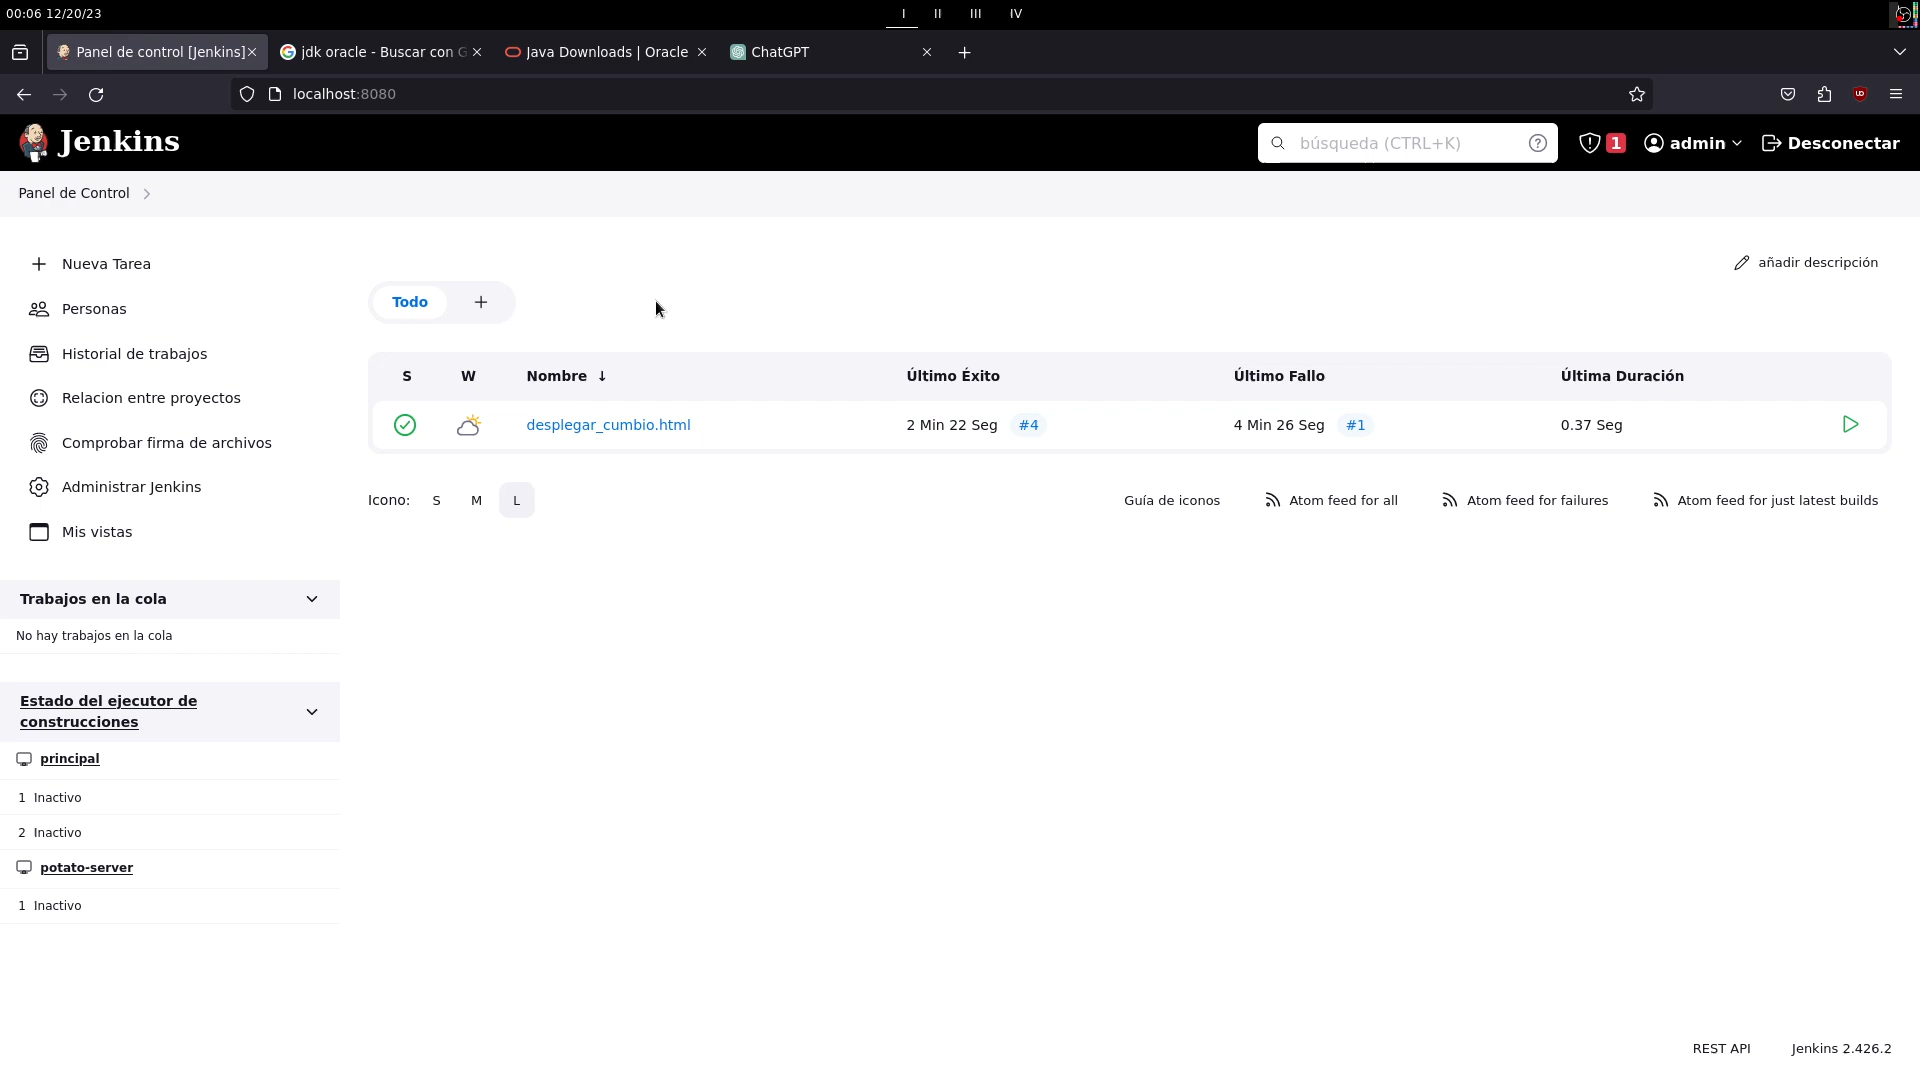 00:06 12/20/23
I II III IV
Panel de control [Jenkins]
jdk oracle - Buscar con G
Java Downloads | Oracle
ChatGPT
localhost:8080
Jenkins
búsqueda (CTRL+K)
1
admin
Desconectar
Panel de Control
Nueva Tarea
Personas
Historial de trabajos
Relacion entre proyectos
Comprobar firma de archivos
Administrar Jenkins
Mis vistas
Trabajos en la cola
No hay trabajos en la cola
Estado del ejecutor de
construcciones
principal
1 Inactivo
2 Inactivo
potato-server
1 Inactivo
añadir descripción
Todo +
S W Nombre ↓ Último Éxito Último Fallo Última Duración
desplegar_cumbio.html 2 Min 22 Seg #4 4 Min 26 Seg #1 0.37 Seg
Icono: S M L
Guía de iconos Atom feed for all Atom feed for failures Atom feed for just latest builds
REST API Jenkins 2.426.2